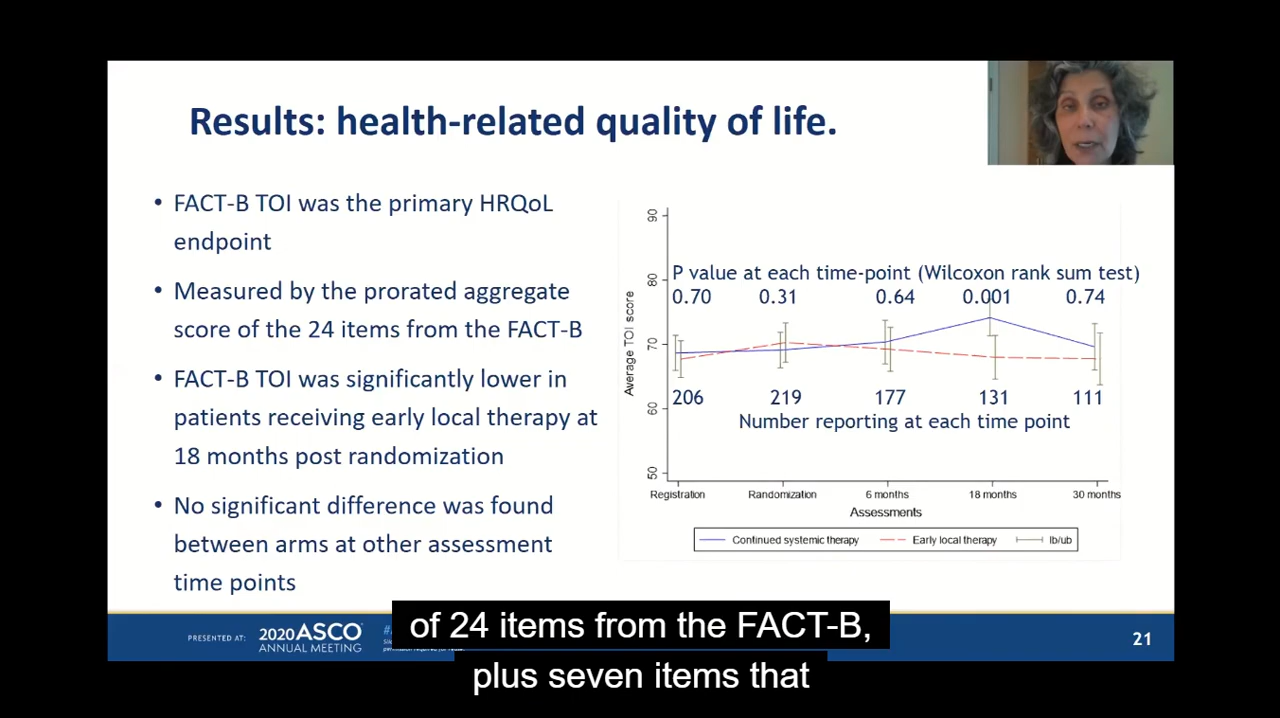 Results: health-related quality of life.
• FACT-B TOI was the primary HRQoL
endpoint
• Measured by the prorated aggregate
score of the 24 items from the FACT-B
• FACT-B TOI was significantly lower in
patients receiving early local therapy at
18 months post randomization
• No significant difference was found
between arms at other assessment
time points
Average TOI score
90
80
70
60
50
P value at each time-point (Wilcoxon rank sum test)
0.70 0.31 0.64 0.001 0.74
206 219 177 131 111
Number reporting at each time point
Registration Randomization 6 months 18 months 30 months
Assessments
Continued systemic therapy Early local therapy lb/ub
PRESENTED AT: 2020 ASCO
ANNUAL MEETING
21
of 24 items from the FACT-B,
plus seven items that